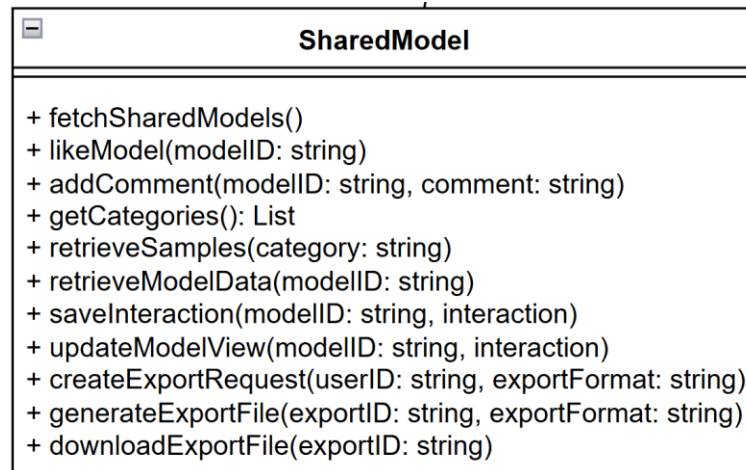 SharedModel
+ fetchSharedModels()
+ likeModel(modelID: string)
+ addComment(modelID: string, comment: string)
+ getCategories(): List
+ retrieveSamples(category: string)
+ retrieveModelData(modelID: string)
+ saveInteraction(modelID: string, interaction)
+ updateModelView(modelID: string, interaction)
+ createExportRequest(userID: string, exportFormat: string)
+ generateExportFile(exportID: string, exportFormat: string)
+ downloadExportFile(exportID: string)